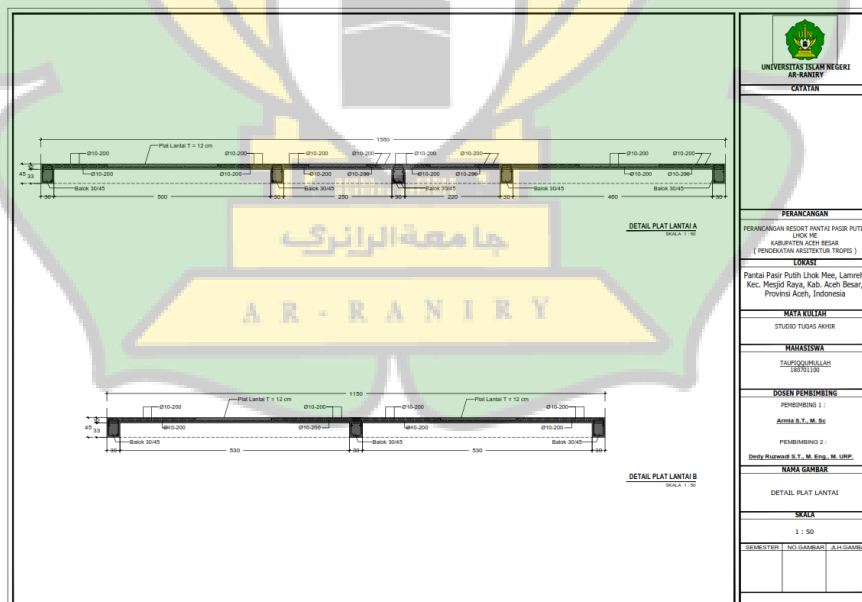 1580
Plat Lantai T = 12 cm
Ø10-200 Ø10-200 Ø10-200 Ø10-200 Ø10-200 Ø10-200 Ø10-200 Ø10-200
Ø10-200 Ø10-200 Ø10-200 Ø10-200 Ø10-200 Ø10-200 Ø10-200 Ø10-200
45 33
Balok 30/45 Balok 30/45 Balok 30/45 Balok 30/45
30 500 30 30 220 30 460 30
DETAIL PLAT LANTAI A
SKALA 1 : 50
جامعة الرانري
AR-RANIRY
1150
Plat Lantai T = 12 cm Plat Lantai T = 12 cm
Ø10-200 Ø10-200 Ø10-200 Ø10-200
Ø10-200 Ø10-200 Ø10-200 Ø10-200
45 33
Balok 30/45 Balok 30/45 Balok 30/45
30 530 30 530 30
DETAIL PLAT LANTAI B
SKALA 1 : 50
UIN
UNIVERSITAS ISLAM NEGERI
AR-RANIRY
CATATAN
PERANCANGAN
PERANCANGAN RESORT PANTAI PASIR PUTI
LHOK ME
KABUPATEN ACEH BESAR
( PENDEKATAN ARSITEKTUR TROPIS )
LOKASI
Pantai Pasir Putih Lhok Mee, Lamreh
Kec. Mesjid Raya, Kab. Aceh Besar,
Provinsi Aceh, Indonesia
MATA KULIAH
STUDIO TUGAS AKHIR
MAHASISWA
TAUFIQQUMULLAH
180701100
DOSEN PEMBIMBING
PEMBIMBING 1 :
Armia S.T., M. Sc
PEMBIMBING 2 :
Dedy Ruzwadi S.T., M. Eng., M. URP.
NAMA GAMBAR
DETAIL PLAT LANTAI
SKALA
1 : 50
SEMESTER NO.GAMBAR JLH.GAMBA